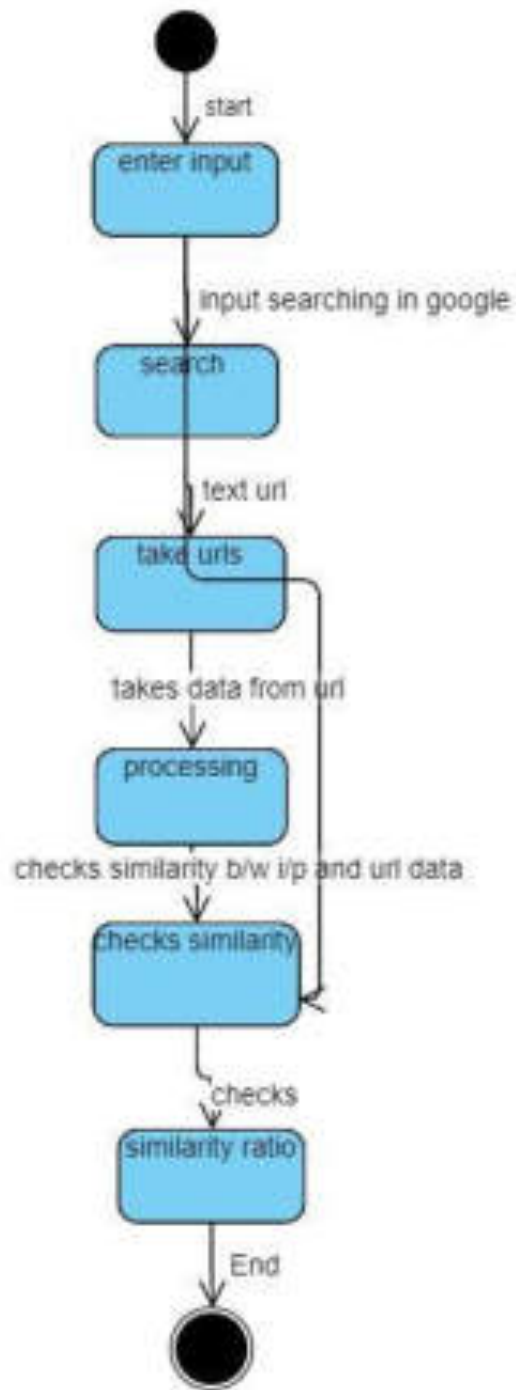 start
enter input
input searching in google
search
text url
take urls
takes data from url
processing
checks similarity b/w i/p and url data
checks similarity
checks
similarity ratio
End